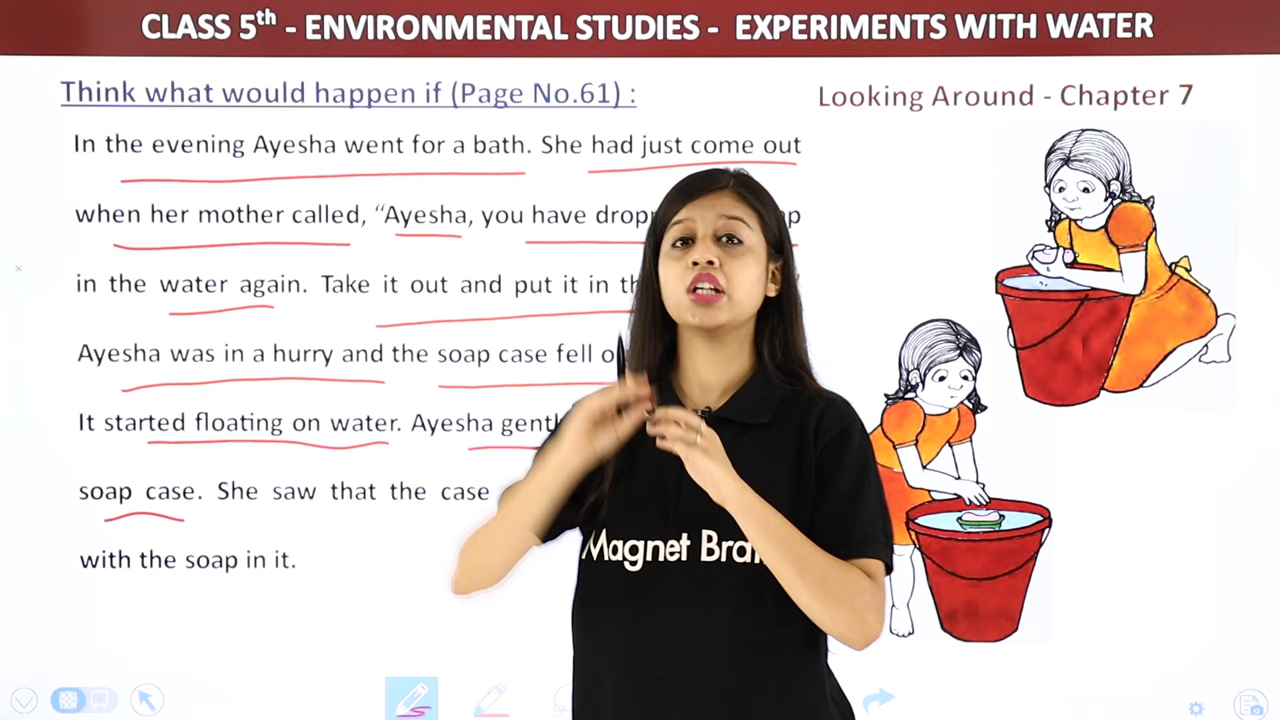 CLASS 5th - ENVIRONMENTAL STUDIES - EXPERIMENTS WITH WATER
Think what would happen if (Page No.61) :
Looking Around - Chapter 7
In the evening Ayesha went for a bath. She had just come out
when her mother called, “Ayesha, you have
in the water again. Take it out and put it in
Ayesha was in a hurry and the soap case fell
It started floating on water. Ayesha
soap case. She saw that the case
with the soap in it.
Magnet